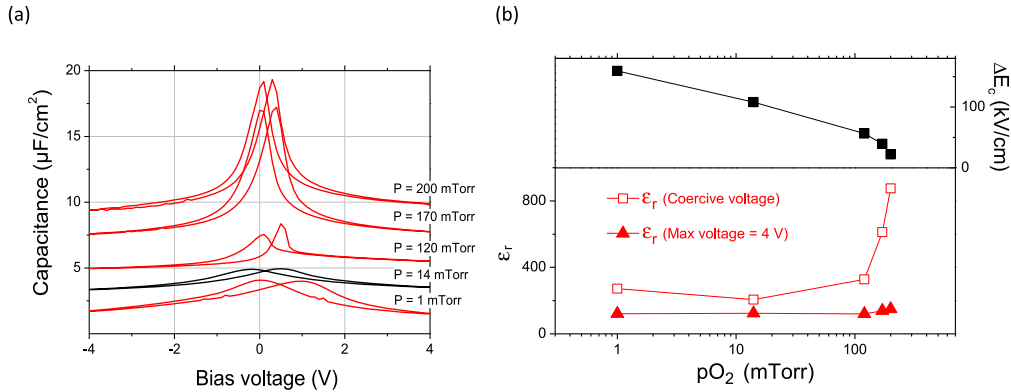 (a)
20
15
10
5
0
-4
-2
0
2
4
Capacitance (µF/cm²)
Bias voltage (V)
P = 200 mTorr
P = 170 mTorr
P = 120 mTorr
P = 14 mTorr
P = 1 mTorr
(b)
100
0
ΔE_c (kV/cm)
800
400
0
ε_r
ε_r (Coercive voltage)
ε_r (Max voltage = 4 V)
1
10
100
pO₂ (mTorr)